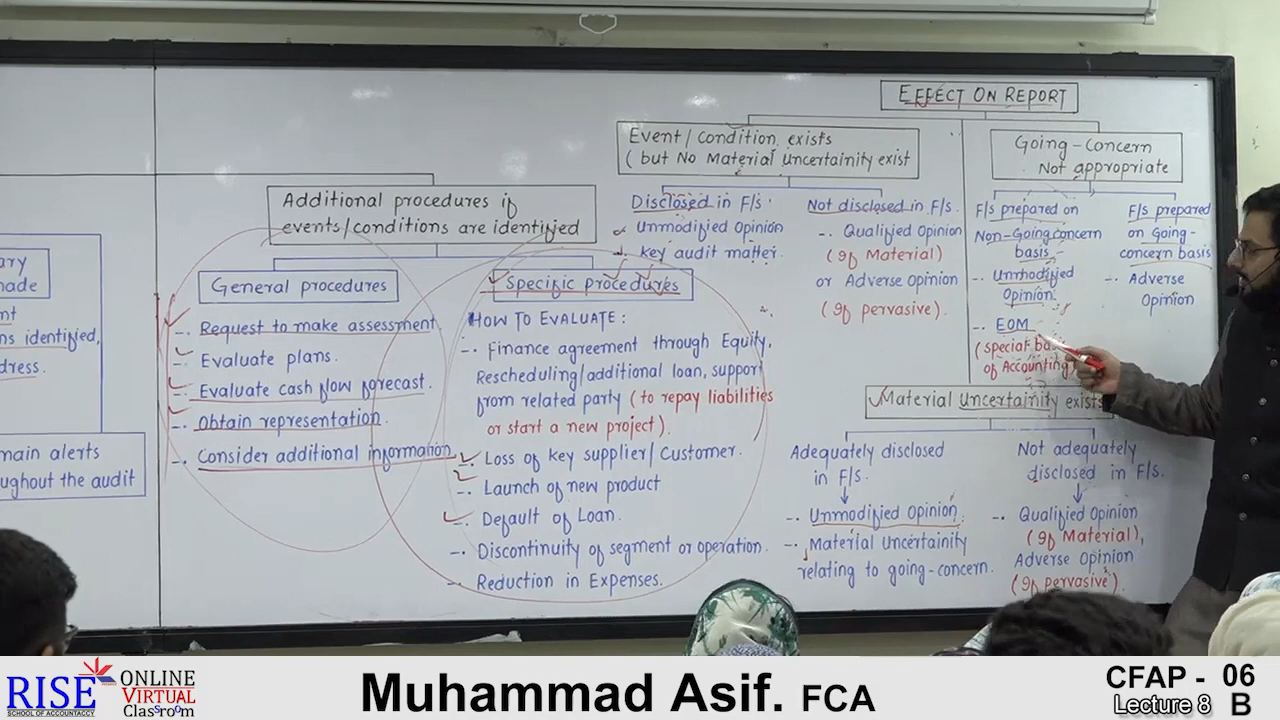 EFFECT ON REPORT
Event/Condition exists
(but No Material Uncertainity exist
Going-Concern
Not appropriate
Disclosed in F/s.
Unmodified Opinion
Key audit matter.
Not disclosed in F/s.
-. Qualified Opinion
(If Material)
or Adverse Opinion
(If pervasive).
F/s prepared on
Non-Going concern
basis
-. Unmodified
Opinion.
-. EOM
(special
of Accounting
F/s prepared
on Going-
concern basis
-. Adverse
Opinion
Material Uncertainity exists
Adequately disclosed
in F/s.
-. Unmodified Opinion.
-. Material Uncertainity
relating to going-concern.
Not adequately
disclosed in F/s.
-. Qualified Opinion
(If Material),
Adverse Opinion
(If pervasive).
Additional procedures if
events/conditions are identified
General procedures
-. Request to make assessment
-. Evaluate plans.
-. Evaluate cash flow forecast.
-. Obtain representation.
-. Consider additional information
Specific procedures
HOW TO EVALUATE:
-. Finance agreement through Equity,
Rescheduling/additional loan, support
from related party (to repay liabilities
or start a new project).
-. Loss of key supplier/Customer.
-. Launch of new product
-. Default of Loan.
-. Discontinuity of segment or operation.
-. Reduction in Expenses.
ns identified,
main alerts
ughout the audit
RISE
SCHOOL OF ACCOUNTANCY
ONLINE
VIRTUAL
Classroom
Muhammad Asif. FCA
CFAP - 06
Lecture 8 B